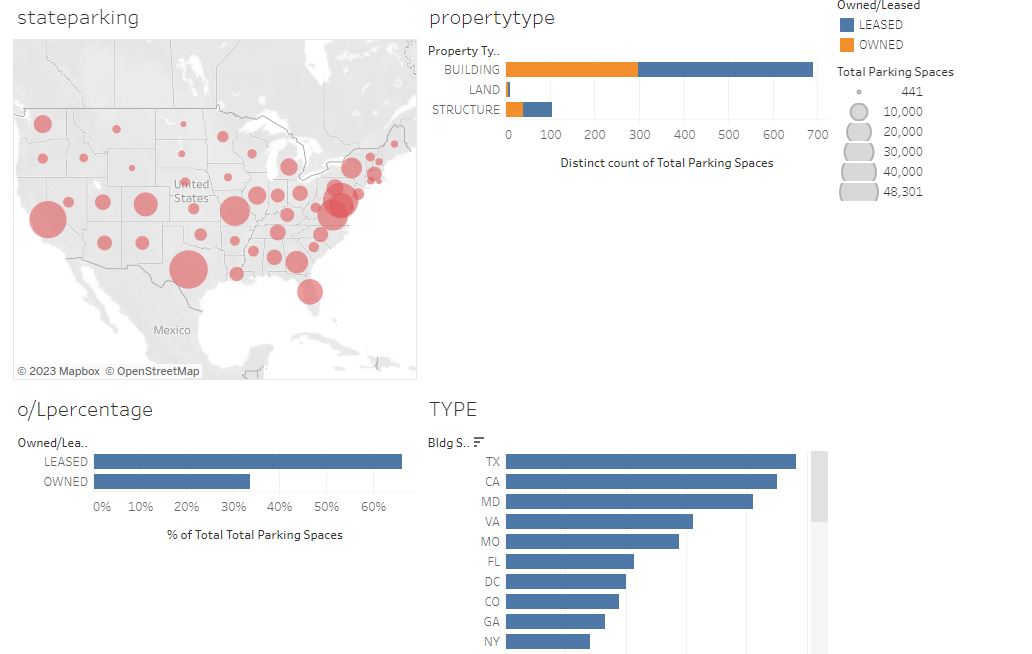 stateparking
United
States
Mexico
© 2023 Mapbox © OpenStreetMap
propertytype
Property Ty..
BUILDING
LAND
STRUCTURE
0 100 200 300 400 500 600 700
Distinct count of Total Parking Spaces
Owned/Leased
LEASED
OWNED
Total Parking Spaces
441
10,000
20,000
30,000
40,000
48,301
o/Lpercentage
Owned/Lea..
LEASED
OWNED
0% 10% 20% 30% 40% 50% 60%
% of Total Total Parking Spaces
TYPE
Bldg S..
TX
CA
MD
VA
MO
FL
DC
CO
GA
NY